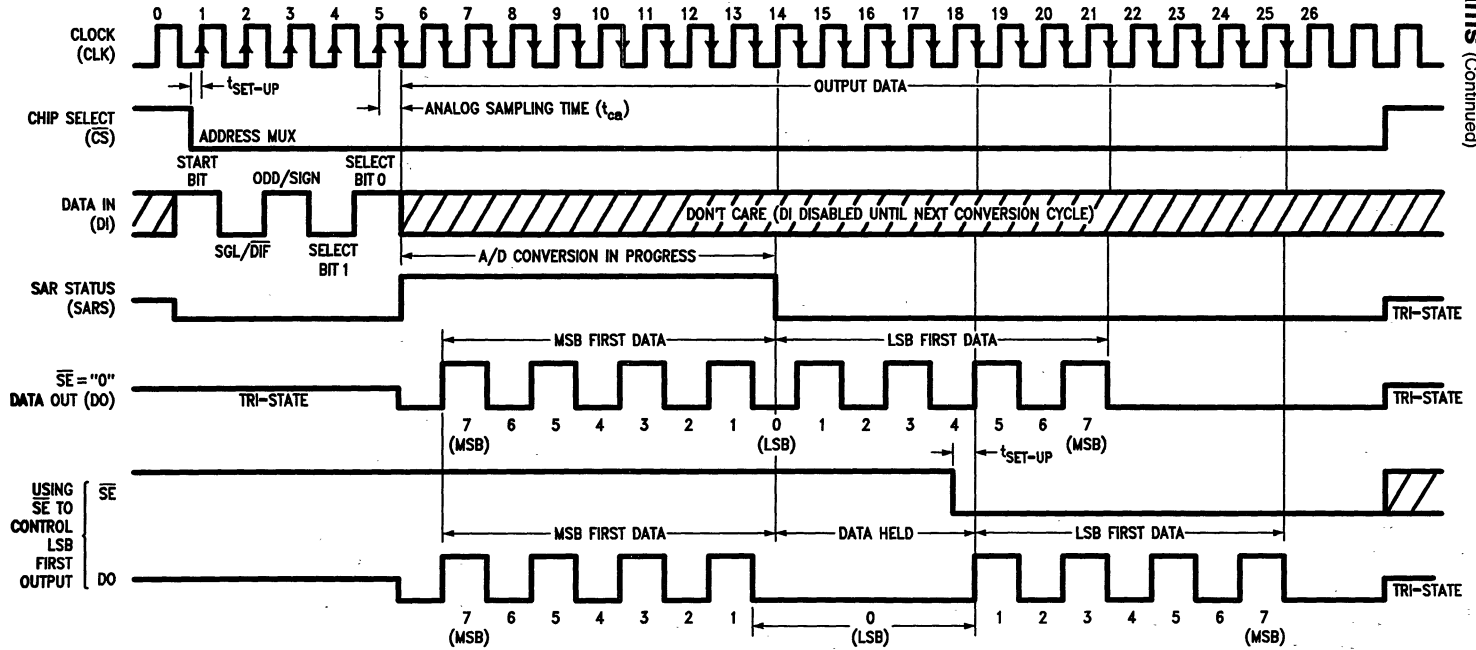 0 1 2 3 4 5 6 7 8 9 10 11 12 13 14 15 16 17 18 19 20 21 22 23 24 25 26
CLOCK
(CLK)
tSET-UP
OUTPUT DATA
ANALOG SAMPLING TIME (tca)
CHIP SELECT
(CS)
ADDRESS MUX
START
BIT
ODD/SIGN
SELECT
BIT 0
DATA IN
(DI)
DON'T CARE (DI DISABLED UNTIL NEXT CONVERSION CYCLE)
SGL/DIF
SELECT
BIT 1
A/D CONVERSION IN PROGRESS
SAR STATUS
(SARS)
TRI-STATE
MSB FIRST DATA
LSB FIRST DATA
SE = "0"
DATA OUT (DO)
TRI-STATE
TRI-STATE
7 6 5 4 3 2 1 0 1 2 3 4 5 6 7
(MSB) (LSB) (MSB)
tSET-UP
USING
SE TO
CONTROL
LSB
FIRST
OUTPUT
SE
MSB FIRST DATA
DATA HELD
LSB FIRST DATA
DO
TRI-STATE
7 6 5 4 3 2 1 0 1 2 3 4 5 6 7
(MSB) (LSB) (MSB)
(Continued)